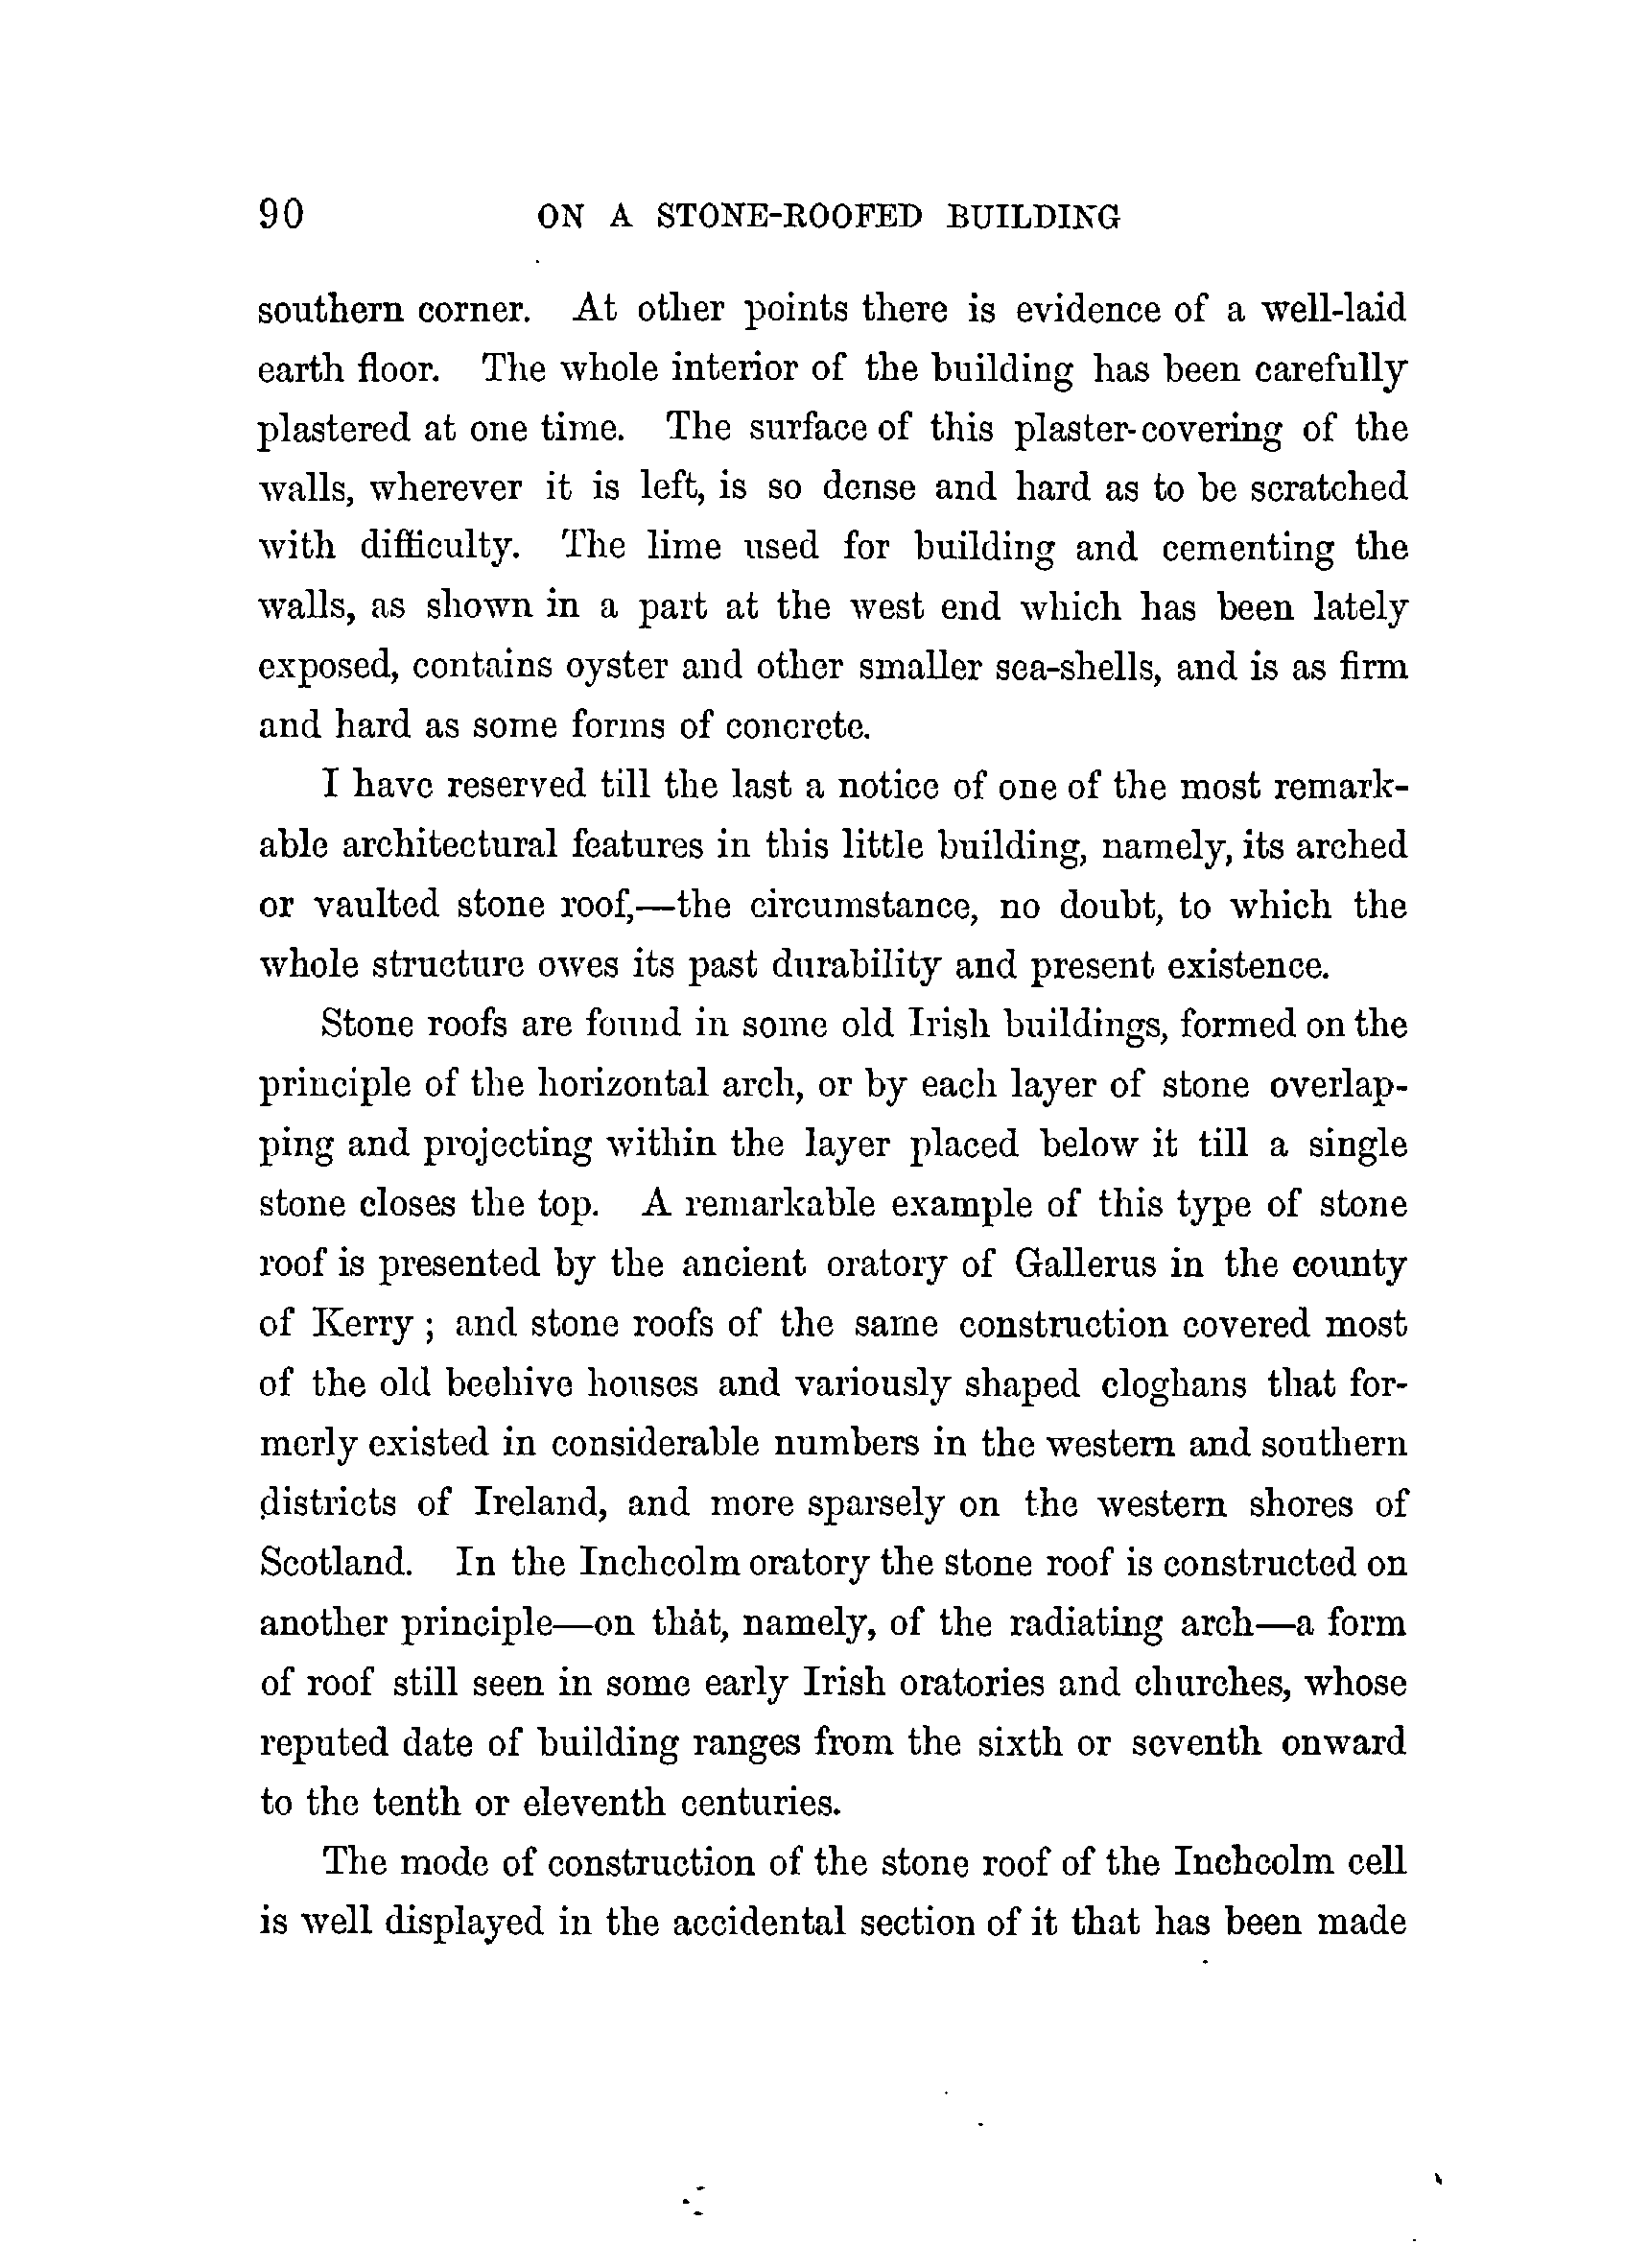 90 ON A STONE-ROOFED BUILDING
southern corner. At other points there is evidence of a well-laid
earth floor. The whole interior of the building has been carefully
plastered at one time. The surface of this plaster-covering of the
walls, wherever it is left, is so dense and hard as to be scratched
with difficulty. The lime used for building and cementing the
walls, as shown in a part at the west end which has been lately
exposed, contains oyster and other smaller sea-shells, and is as firm
and hard as some forms of concrete.
I have reserved till the last a notice of one of the most remark-
able architectural features in this little building, namely, its arched
or vaulted stone roof,—the circumstance, no doubt, to which the
whole structure owes its past durability and present existence.
Stone roofs are found in some old Irish buildings, formed on the
principle of the horizontal arch, or by each layer of stone overlap-
ping and projecting within the layer placed below it till a single
stone closes the top. A remarkable example of this type of stone
roof is presented by the ancient oratory of Gallerus in the county
of Kerry ; and stone roofs of the same construction covered most
of the old beehive houses and variously shaped cloghans that for-
merly existed in considerable numbers in the western and southern
districts of Ireland, and more sparsely on the western shores of
Scotland. In the Inchcolm oratory the stone roof is constructed on
another principle—on that, namely, of the radiating arch—a form
of roof still seen in some early Irish oratories and churches, whose
reputed date of building ranges from the sixth or seventh onward
to the tenth or eleventh centuries.
The mode of construction of the stone roof of the Inchcolm cell
is well displayed in the accidental section of it that has been made